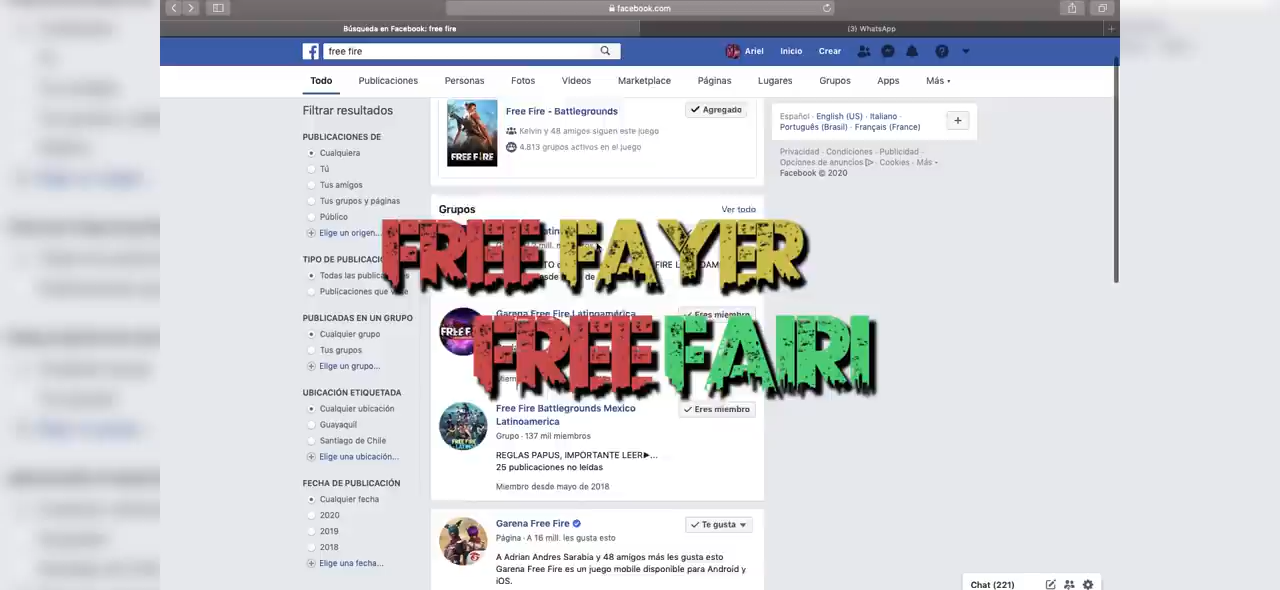 facebook.com
Búsqueda en Facebook: free fire
(3) WhatsApp
free fire
Ariel Inicio Crear
Todo Publicaciones Personas Fotos Videos Marketplace Páginas Lugares Grupos Apps Más
Filtrar resultados
PUBLICACIONES DE
Cualquiera
Tú
Tus amigos
Tus grupos y páginas
Público
Elige un origen...
TIPO DE PUBLICACIÓ
Todas las publica
Publicaciones que
PUBLICADAS EN UN GRUPO
Cualquier grupo
Tus grupos
Elige un grupo...
UBICACIÓN ETIQUETADA
Cualquier ubicación
Guayaquil
Santiago de Chile
Elige una ubicación...
FECHA DE PUBLICACIÓN
Cualquier fecha
2020
2019
2018
Elige una fecha...
FREE FIRE
Free Fire - Battlegrounds
Agregado
Kelvin y 48 amigos siguen este juego
4.813 grupos activos en el juego
Grupos
Ver todo
FREE FAYER
Garena Free Fire Latinoamérica
Eres miembro
FREE FAIRI
Free Fire Battlegrounds Mexico
Latinoamerica
Eres miembro
Grupo · 137 mil miembros
REGLAS PAPUS, IMPORTANTE LEER▶...
25 publicaciones no leídas
Miembro desde mayo de 2018
Garena Free Fire
Te gusta
Página · A 16 mill. les gusta esto
A Adrian Andres Sarabia y 48 amigos más les gusta esto
Garena Free Fire es un juego mobile disponible para Android y
iOS.
Español · English (US) · Italiano ·
Português (Brasil) · Français (France)
Privacidad · Condiciones · Publicidad ·
Opciones de anuncios · Cookies · Más
Facebook © 2020
Chat (221)